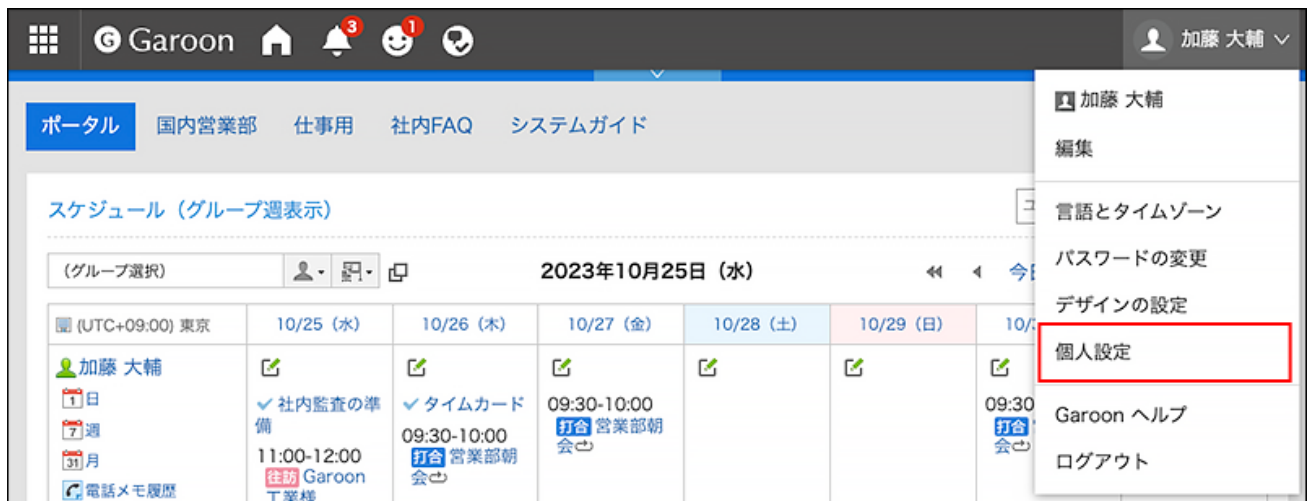 Garoon 3 1 加藤 大輔
加藤 大輔
編集
言語とタイムゾーン
パスワードの変更
デザインの設定
個人設定
Garoon ヘルプ
ログアウト
ポータル 国内営業部 仕事用 社内FAQ システムガイド
スケジュール（グループ週表示）
（グループ選択） 2023年10月25日（水）
(UTC+09:00) 東京 10/25（水） 10/26（木） 10/27（金） 10/28（土） 10/29（日） 10/
加藤 大輔
1 日
7 週
31 月
電話メモ履歴
社内監査の準
備
11:00-12:00
往訪 Garoon
工業様
タイムカード
09:30-10:00
打合 営業部朝
会
09:30-10:00
打合 営業部朝
会
09:30
打合
会